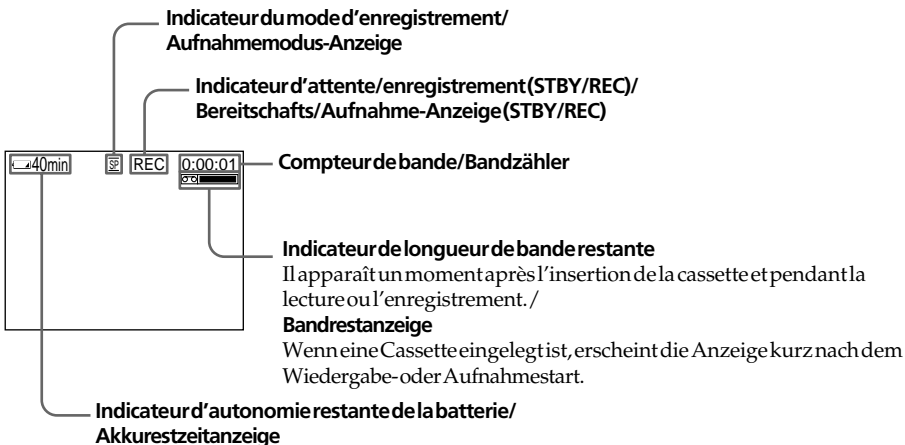 Indicateur du mode d'enregistrement/
Aufnahmemodus-Anzeige
Indicateur d'attente/enregistrement (STBY/REC)/
Bereitschafts/Aufnahme-Anzeige (STBY/REC)
40min SP REC 0:00:01
Compteur de bande/Bandzähler
Indicateur de longueur de bande restante
Il apparaît un moment après l'insertion de la cassette et pendant la
lecture ou l'enregistrement./
Bandrestanzeige
Wenn eine Cassette eingelegt ist, erscheint die Anzeige kurz nach dem
Wiedergabe- oder Aufnahmestart.
Indicateur d'autonomie restante de la batterie/
Akkurestzeitanzeige